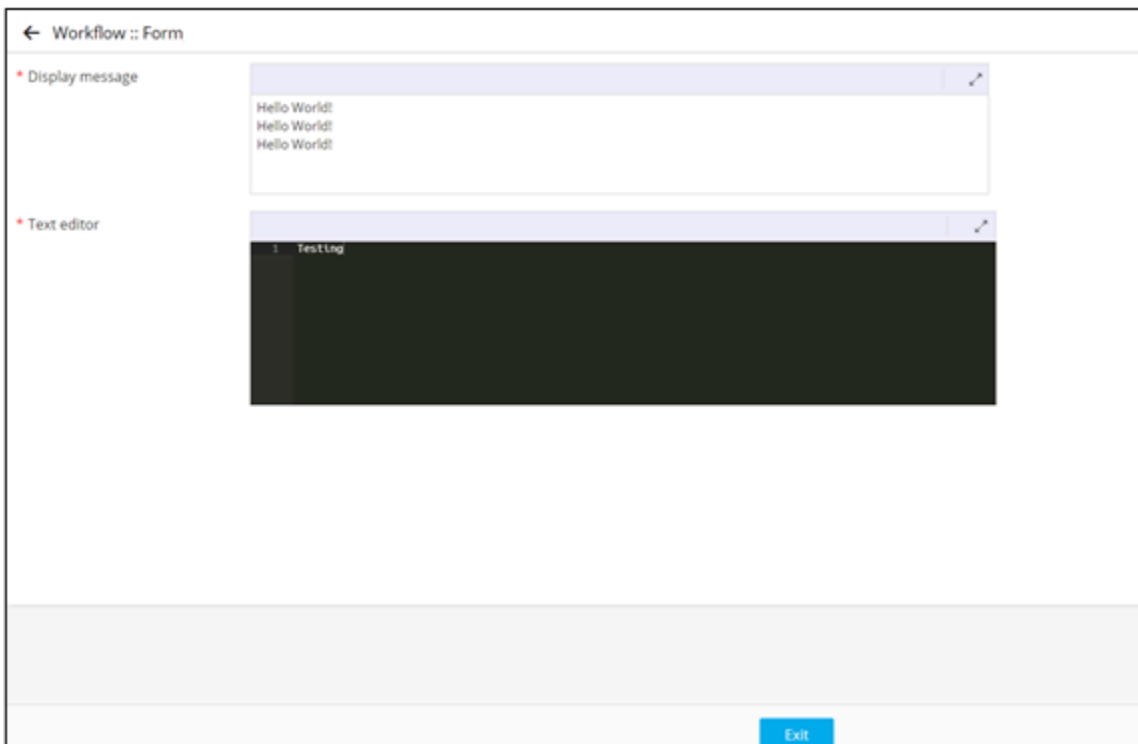 ← Workflow :: Form
* Display message
Hello World!
Hello World!
Hello World!
* Text editor
1 Testing
Exit